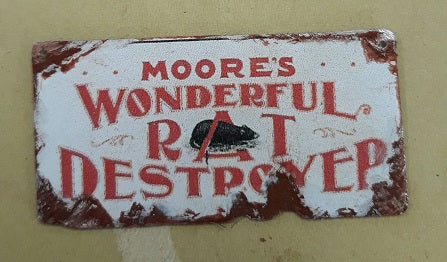 MOORE'S
WONDERFUL
RAT
DESTROYER